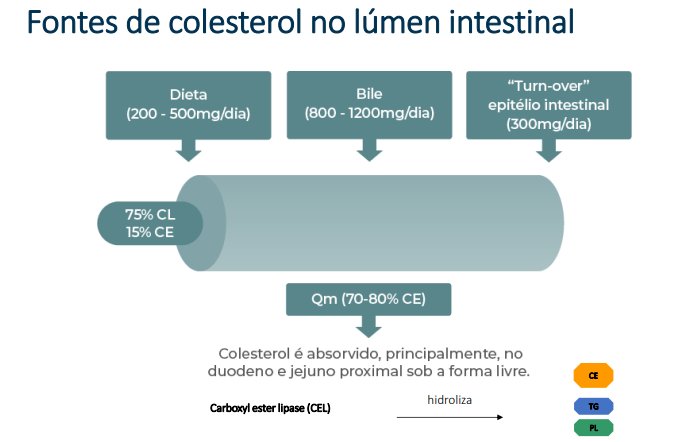 Fontes de colesterol no lúmen intestinal
Dieta
(200 - 500mg/dia)
Bile
(800 - 1200mg/dia)
“Turn-over”
epitélio intestinal
(300mg/dia)
75% CL
15% CE
Qm (70-80% CE)
Colesterol é absorvido, principalmente, no
duodeno e jejuno proximal sob a forma livre.
Carboxyl ester lipase (CEL)
hidroliza
CE
TG
PL